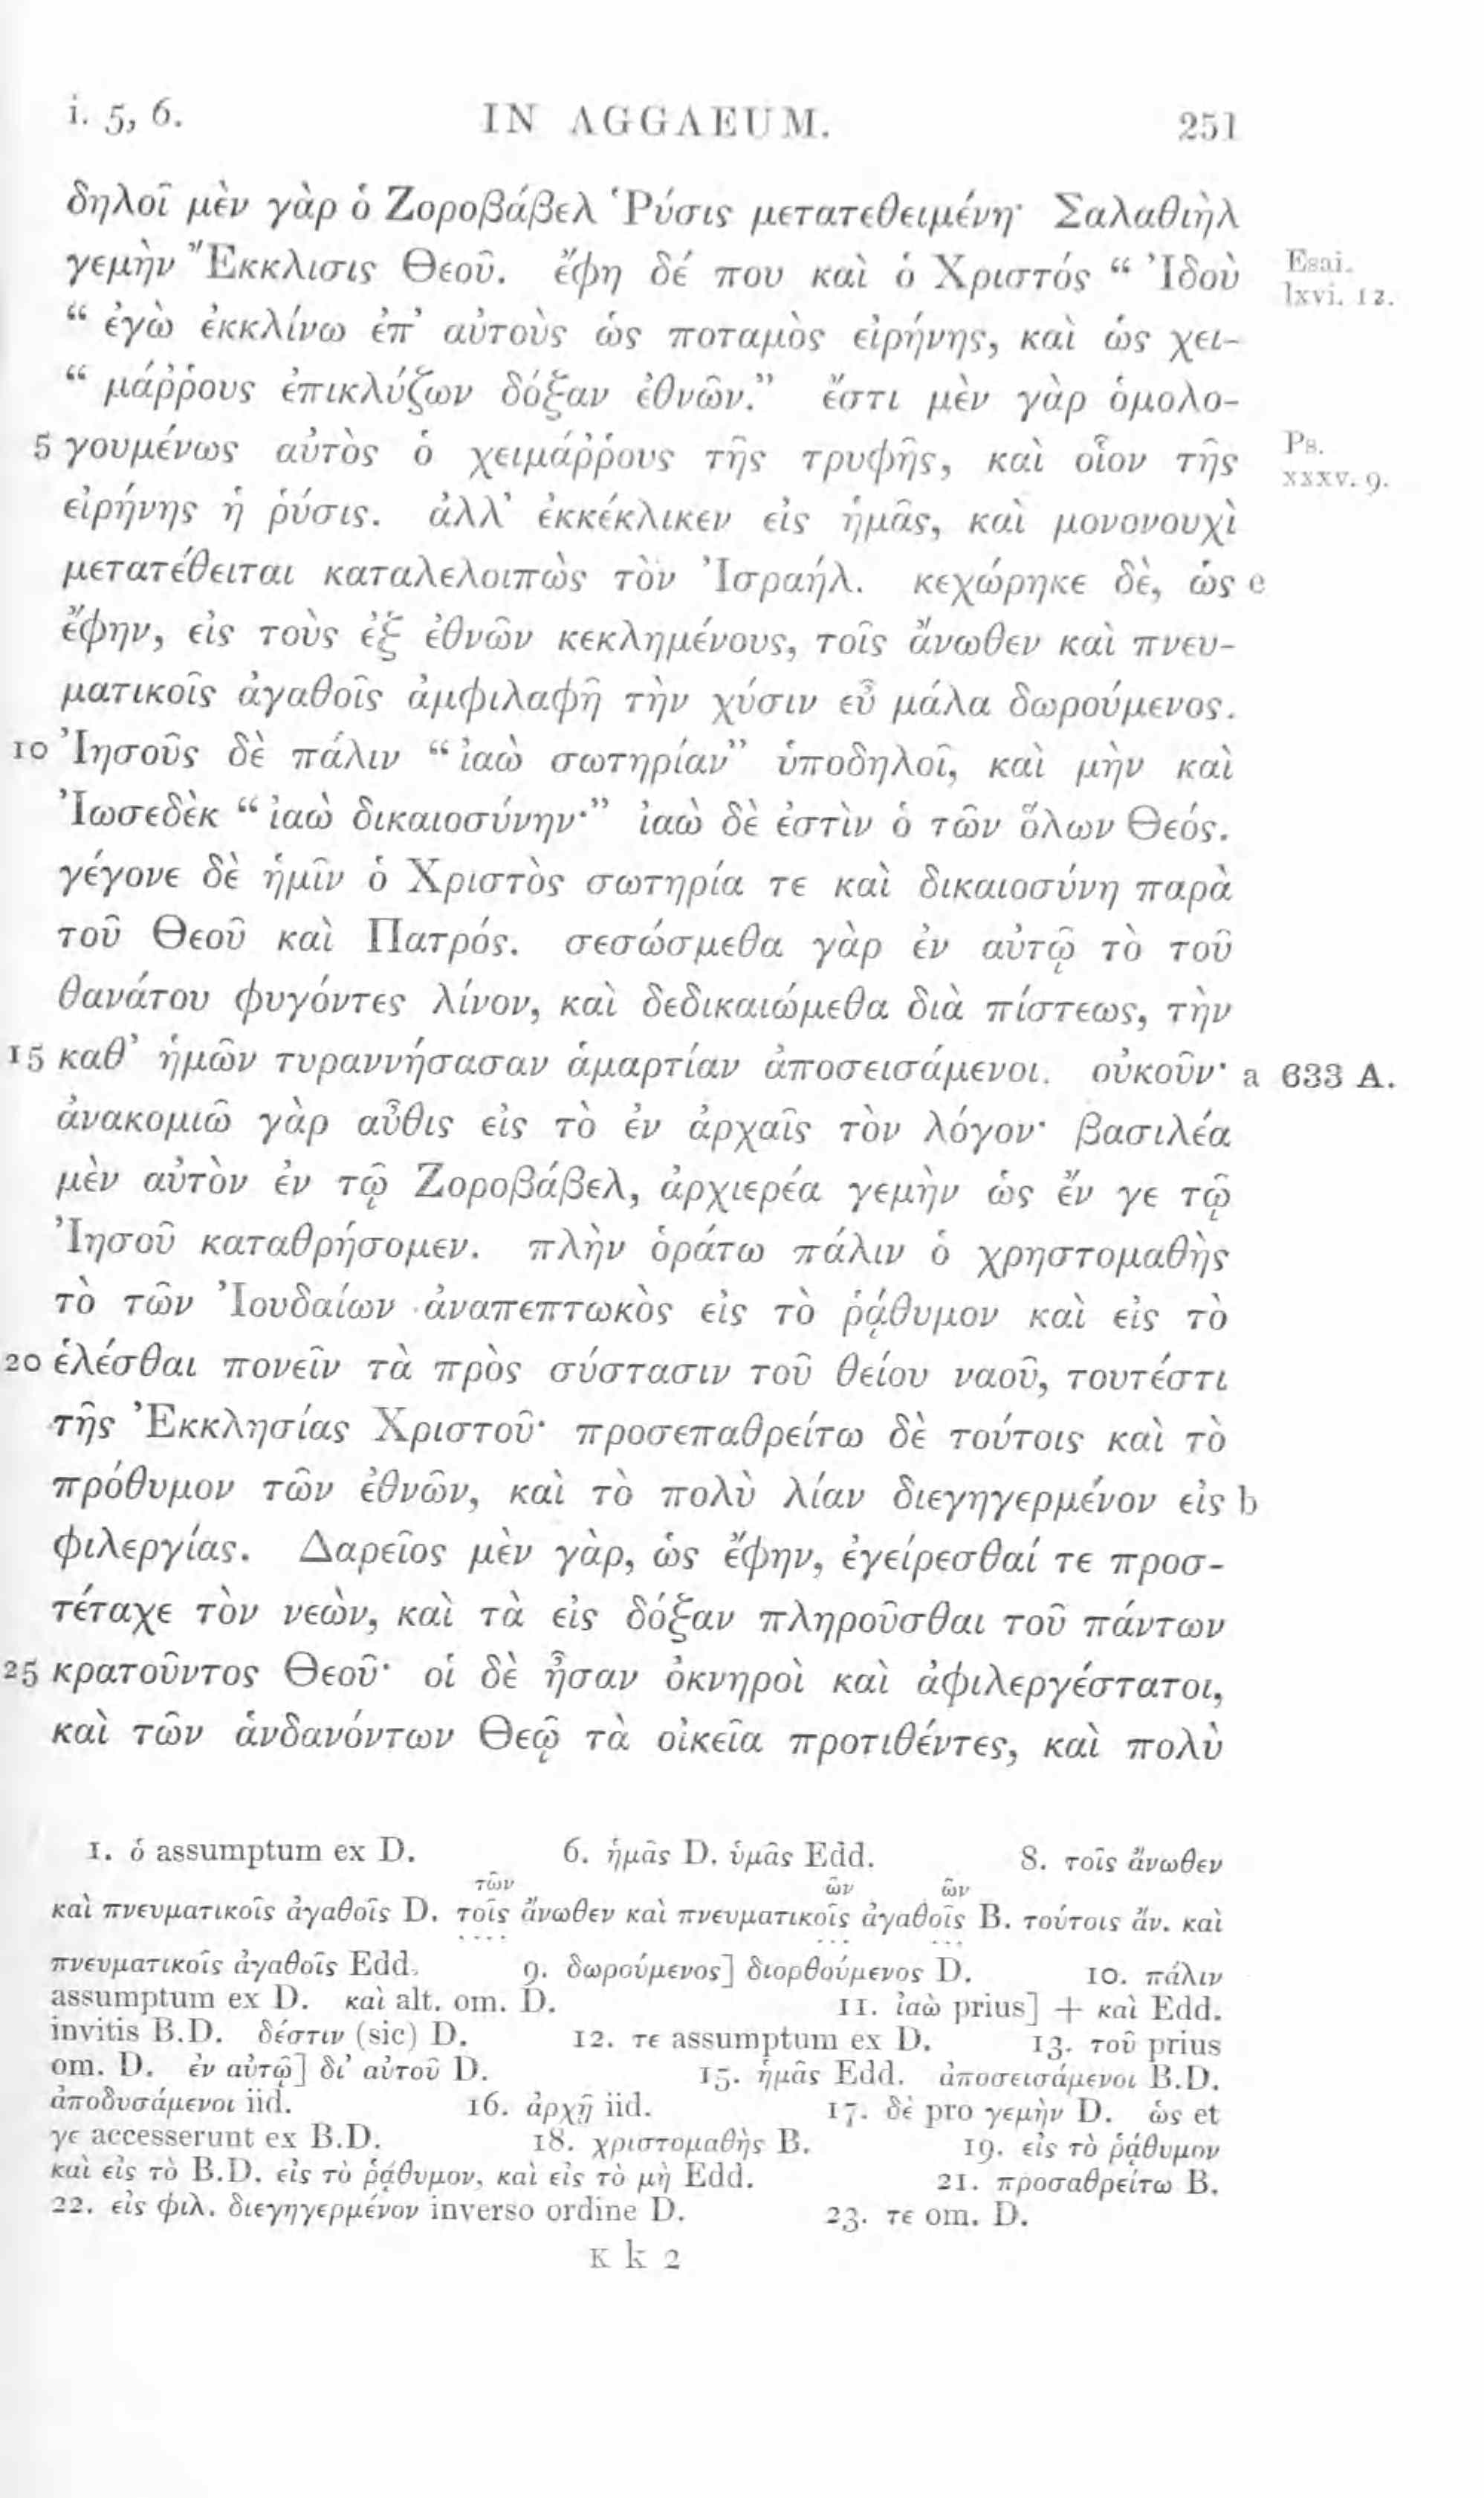 i. 5, 6. IN AGGAEUM. 251
δηλοῖ μὲν γὰρ ὁ Ζοροβάβελ Ῥύσις μετατεθειμένη· Σαλαθιὴλ
γεμὴν Ἔκκλισις Θεοῦ. ἔφη δέ που καὶ ὁ Χριστός “ Ἰδοὺ Esai. lxvi. 12.
“ ἐγὼ ἐκκλίνω ἐπ’ αὐτοὺς ὡς ποταμὸς εἰρήνης, καὶ ὡς χει-
“ μάῤῥους ἐπικλύζων δόξαν ἐθνῶν.” ἔστι μὲν γὰρ ὁμολο-
5 γουμένως αὐτὸς ὁ χειμάῤῥους τῆς τρυφῆς, καὶ οἷον τῆς Ps. xxxv. 9.
εἰρήνης ἡ ῥύσις. ἀλλ’ ἐκκέκλικεν εἰς ἡμᾶς, καὶ μονονουχὶ
μετατέθειται καταλελοιπὼς τὸν Ἰσραήλ. κεχώρηκε δὲ, ὡς e
ἔφην, εἰς τοὺς ἐξ ἐθνῶν κεκλημένους, τοῖς ἄνωθεν καὶ πνευ-
ματικοῖς ἀγαθοῖς ἀμφιλαφῆ τὴν χύσιν εὖ μάλα δωρούμενος.
10 Ἰησοῦς δὲ πάλιν “ἰαὼ σωτηρίαν” ὑποδηλοῖ, καὶ μὴν καὶ
Ἰωσεδὲκ “ ἰαὼ δικαιοσύνην·” ἰαὼ δὲ ἐστὶν ὁ τῶν ὅλων Θεός.
γέγονε δὲ ἡμῖν ὁ Χριστὸς σωτηρία τε καὶ δικαιοσύνη παρὰ
τοῦ Θεοῦ καὶ Πατρός. σεσώσμεθα γὰρ ἐν αὐτῷ τὸ τοῦ
θανάτου φυγόντες λίνον, καὶ δεδικαιώμεθα διὰ πίστεως, τὴν
15 καθ’ ἡμῶν τυραννήσασαν ἁμαρτίαν ἀποσεισάμενοι. οὐκοῦν· a 633 A.
ἀνακομιῶ γὰρ αὖθις εἰς τὸ ἐν ἀρχαῖς τὸν λόγον· βασιλέα
μὲν αὐτὸν ἐν τῷ Ζοροβάβελ, ἀρχιερέα γεμὴν ὡς ἔν γε τῷ
Ἰησοῦ καταθρήσομεν. πλὴν ὁράτω πάλιν ὁ χρηστομαθὴς
τὸ τῶν Ἰουδαίων ἀναπεπτωκὸς εἰς τὸ ῥᾴθυμον καὶ εἰς τὸ
20 ἑλέσθαι πονεῖν τὰ πρὸς σύστασιν τοῦ θείου ναοῦ, τουτέστι
τῆς Ἐκκλησίας Χριστοῦ· προσεπαθρείτω δὲ τούτοις καὶ τὸ
πρόθυμον τῶν ἐθνῶν, καὶ τὸ πολὺ λίαν διεγηγερμένον εἰς b
φιλεργίας. Δαρεῖος μὲν γὰρ, ὡς ἔφην, ἐγείρεσθαί τε προσ-
τέταχε τὸν νεὼν, καὶ τὰ εἰς δόξαν πληροῦσθαι τοῦ πάντων
25 κρατοῦντος Θεοῦ· οἱ δὲ ἦσαν ὀκνηροὶ καὶ ἀφιλεργέστατοι,
καὶ τῶν ἁνδανόντων Θεῷ τὰ οἰκεῖα προτιθέντες, καὶ πολὺ
1. ὁ assumptum ex D. 6. ἡμᾶς D. ὑμᾶς Edd. 8. τοῖς ἄνωθεν
τῶν ῶν ῶν
καὶ πνευματικοῖς ἀγαθοῖς D. τοῖς ἄνωθεν καὶ πνευματικοῖς ἀγαθοῖς B. τούτοις ἄν. καὶ
πνευματικοῖς ἀγαθοῖς Edd. 9. δωρούμενος] διορθούμενος D. 10. πάλιν
assumptum ex D. καὶ alt. om. D. 11. ἰαὼ prius] + καὶ Edd.
invitis B.D. δέστιν (sic) D. 12. τε assumptum ex D. 13. τοῦ prius
om. D. ἐν αὐτῷ] δι’ αὐτοῦ D. 15. ἡμᾶς Edd. ἀποσεισάμενοι B.D.
ἀποδυσάμενοι iid. 16. ἀρχῇ iid. 17. δὲ pro γεμὴν D. ὡς et
γε accesserunt ex B.D. 18. χριστομαθὴς B. 19. εἰς τὸ ῥᾴθυμον
καὶ εἰς τὸ B.D. εἰς τὸ ῥᾴθυμον, καὶ εἰς τὸ μὴ Edd. 21. προσαθρείτω B.
22. εἰς φιλ. διεγηγερμένον inverso ordine D. 23. τε om. D.
K k 2